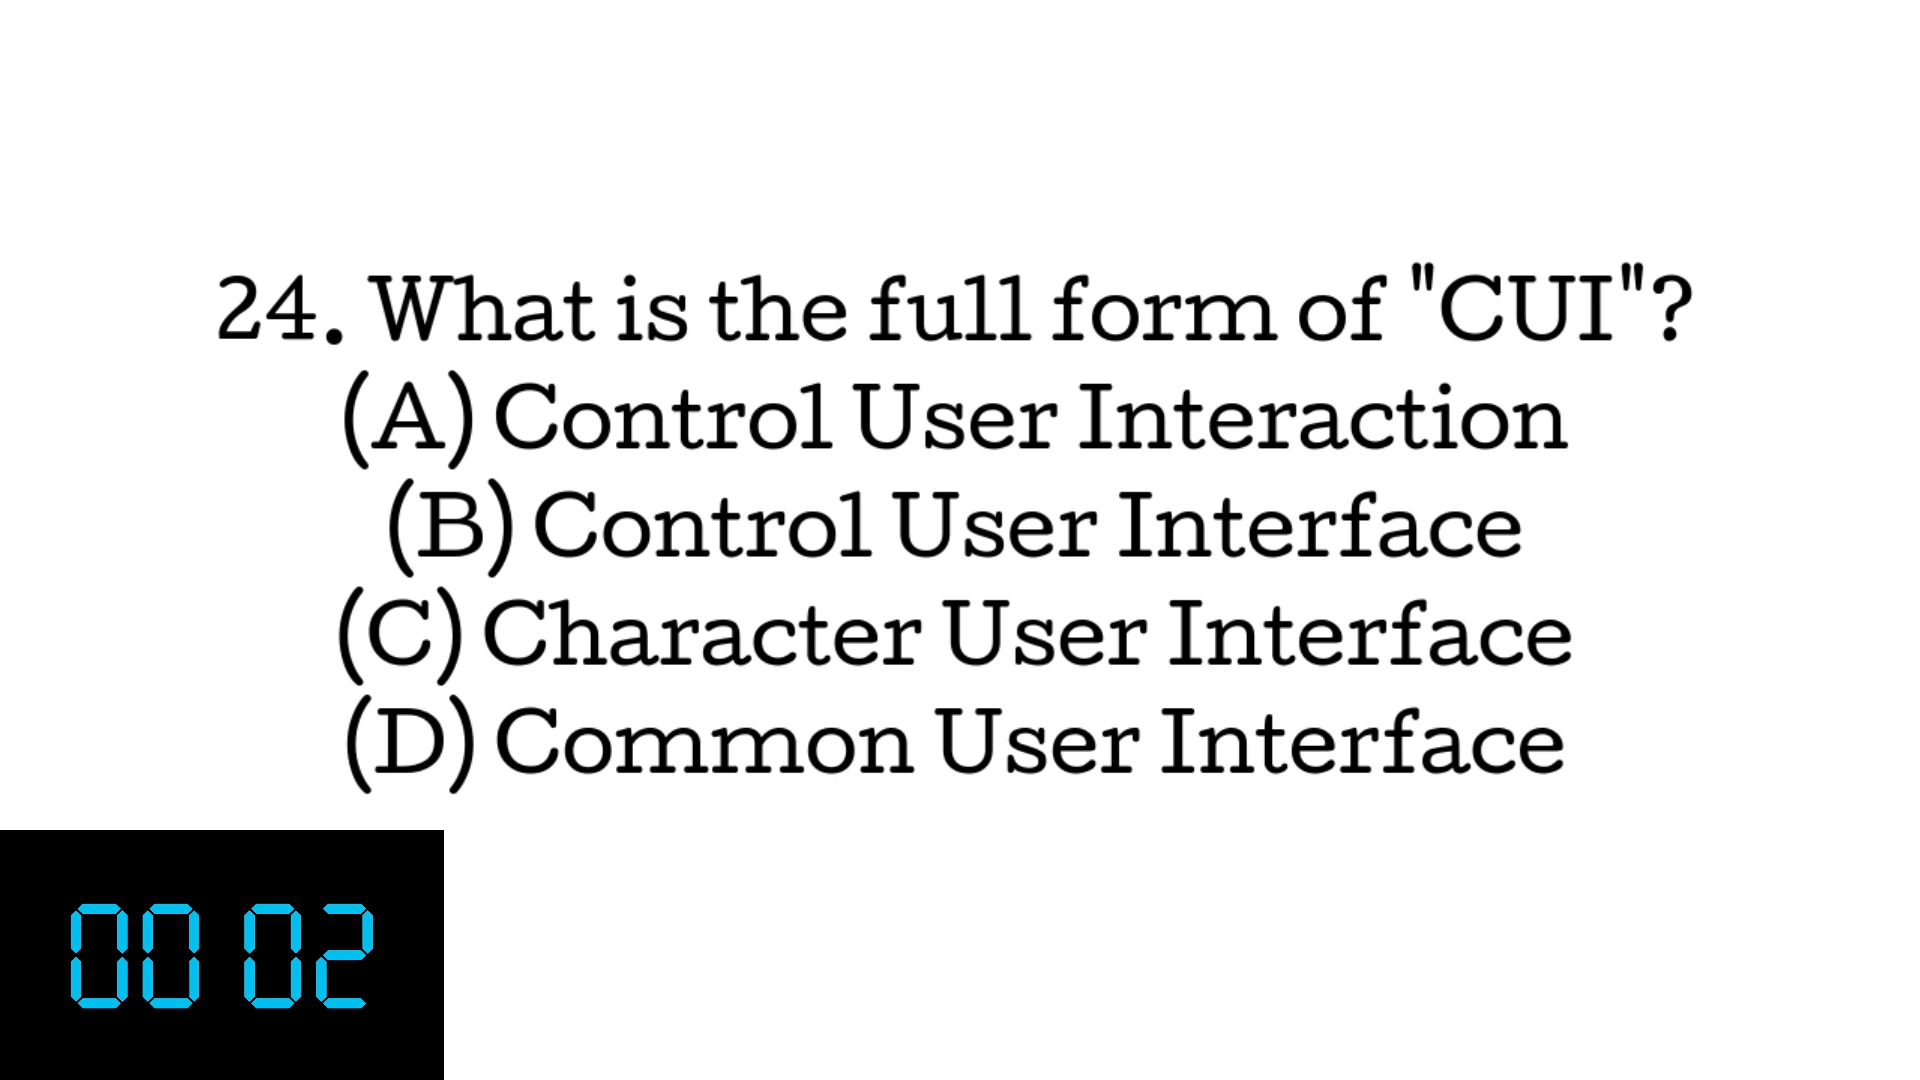 24. What is the full form of "CUI"?
(A) Control User Interaction
(B) Control User Interface
(C) Character User Interface
(D) Common User Interface
00 02